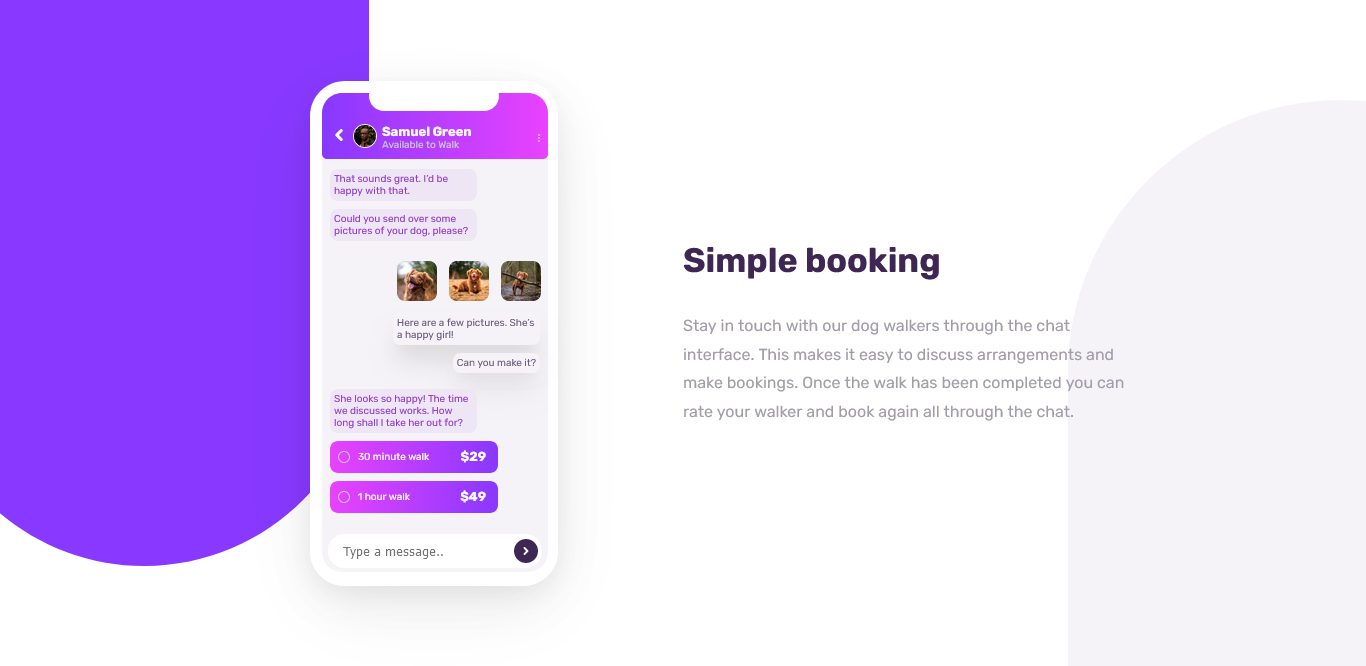 Samuel Green
Available to Walk
That sounds great. I'd be
happy with that.
Could you send over some
pictures of your dog, please?
Here are a few pictures. She's
a happy girl!
Can you make it?
She looks so happy! The time
we discussed works. How
long shall I take her out for?
30 minute walk $29
1 hour walk $49
Type a message..
Simple booking
Stay in touch with our dog walkers through the chat
interface. This makes it easy to discuss arrangements and
make bookings. Once the walk has been completed you can
rate your walker and book again all through the chat.